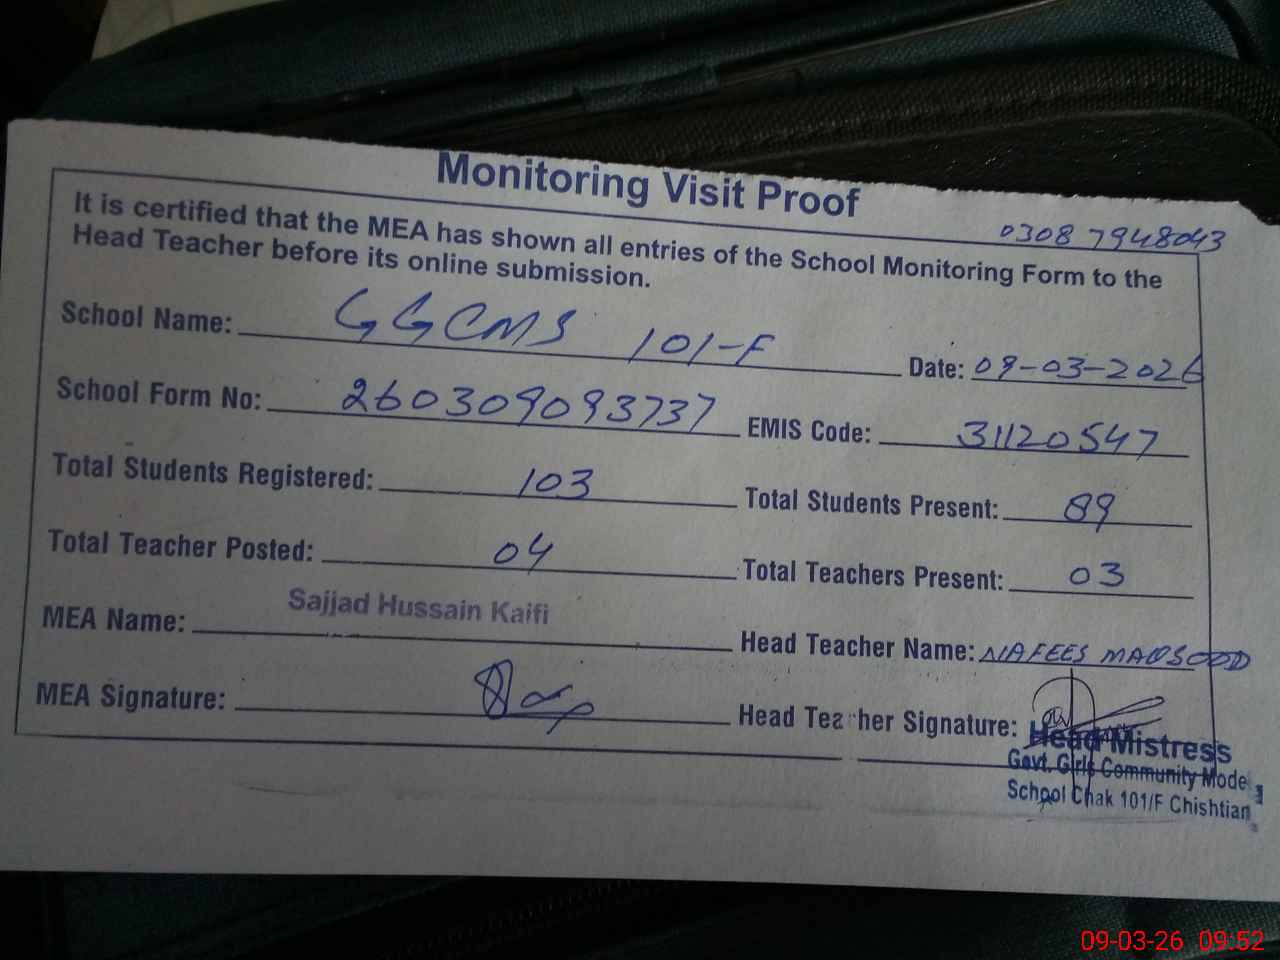 Monitoring Visit Proof
0308 7948043
It is certified that the MEA has shown all entries of the School Monitoring Form to the
Head Teacher before its online submission.
School Name: GGCMS 101-F Date: 09-03-2026
School Form No: 260309093737 EMIS Code: 31120547
Total Students Registered: 103 Total Students Present: 89
Total Teacher Posted: 04 Total Teachers Present: 03
MEA Name: Sajjad Hussain Kaifi Head Teacher Name: NAFEES MAQSOOD
MEA Signature: Head Teacher Signature:
Head Mistress
Govt. Girls Community Model
School Chak 101/F Chishtian
09-03-26 09:52